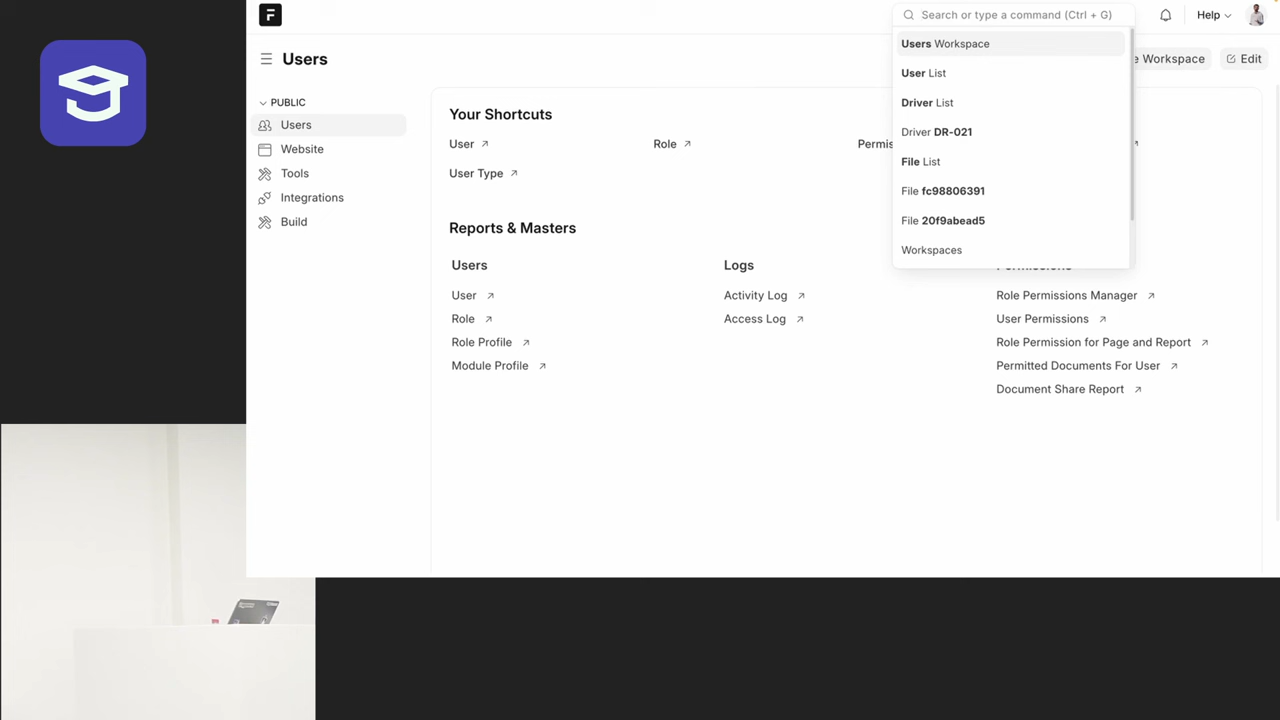 Search or type a command (Ctrl + G)
Help
Users
Users Workspace
User List
Driver List
Driver DR-021
File List
File fc98806391
File 20f9abead5
Workspaces
e Workspace
Edit
PUBLIC
Users
Website
Tools
Integrations
Build
Your Shortcuts
User
Role
Permis
User Type
Reports & Masters
Users
User
Role
Role Profile
Module Profile
Logs
Activity Log
Access Log
Permissions
Role Permissions Manager
User Permissions
Role Permission for Page and Report
Permitted Documents For User
Document Share Report